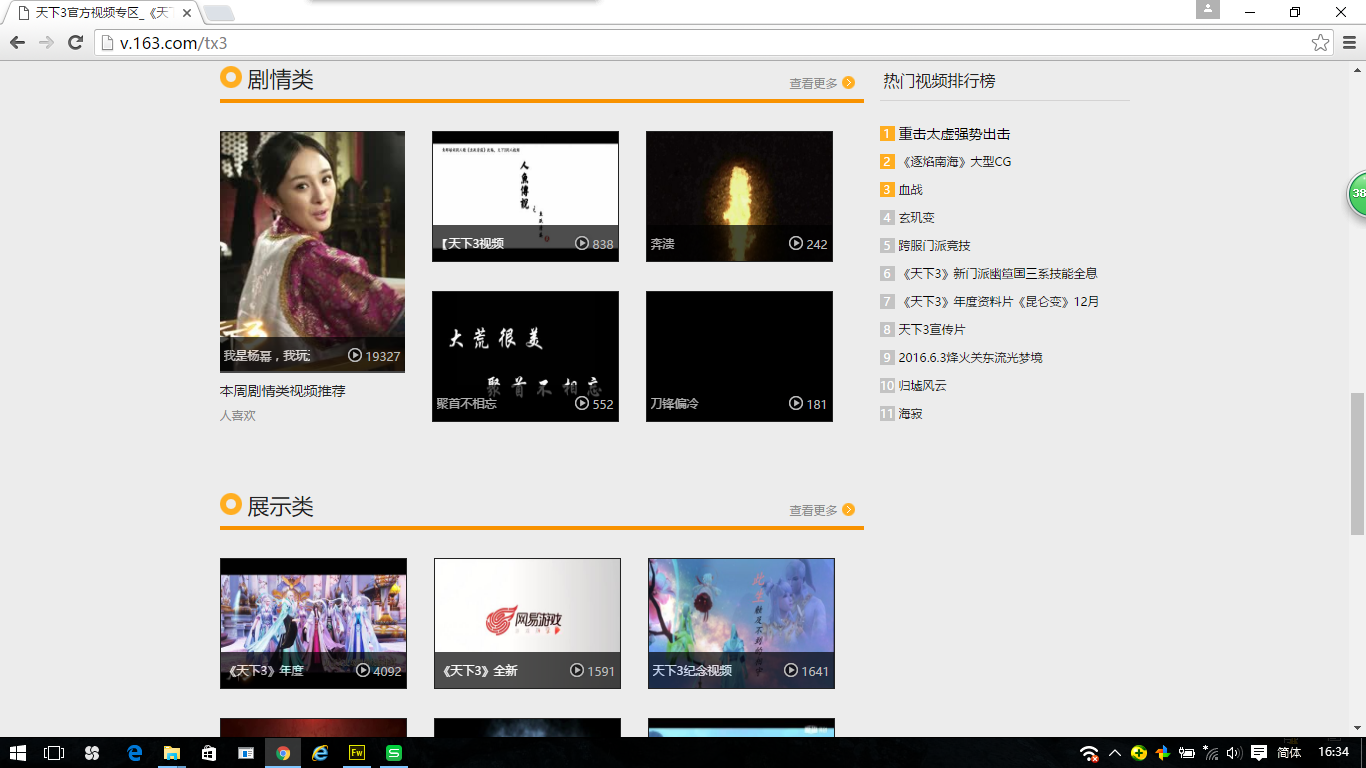 天下3官方视频专区_《天下
v.163.com/tx3
剧情类
查看更多
我是杨幂，我玩
19327
本周剧情类视频推荐
人喜欢
人魚傳說
【天下3视频
838
奔溃
242
大荒很美
聚首不相忘
聚首不相忘
552
刀锋偏冷
181
热门视频排行榜
1 重击太虚强势出击
2 《逐焰南海》大型CG
3 血战
4 玄玑变
5 跨服门派竞技
6 《天下3》新门派幽篁国三系技能全息
7 《天下3》年度资料片《昆仑变》12月
8 天下3宣传片
9 2016.6.3烽火关东流光梦境
10 归墟风云
11 海寂
38
展示类
查看更多
《天下3》年度
4092
网易游戏
《天下3》全新
1591
天下3纪念视频
1641
Fw
S
简体
16:34